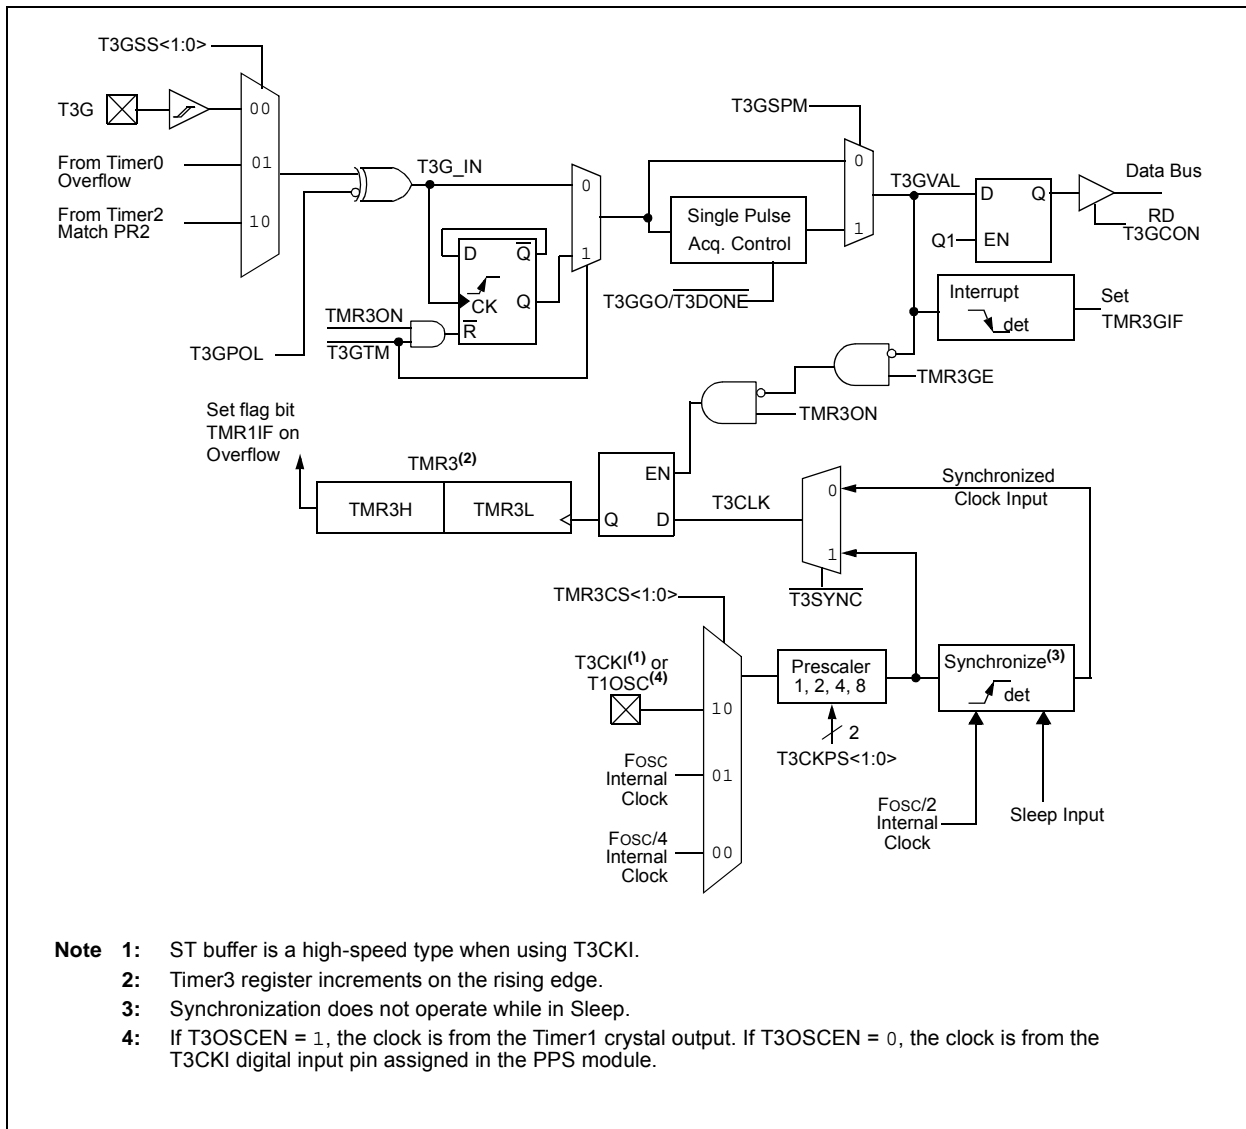 T3GSS<1:0>
T3G
00
From Timer0
Overflow
01
From Timer2
Match PR2
10
T3GPOL
T3G_IN
D
Q
CK
Q
R
TMR3ON
T3GTM
0
1
Single Pulse
Acq. Control
T3GGO/T3DONE
T3GSPM
0
1
T3GVAL
D
Q
Q1
EN
Data Bus
RD
T3GCON
Interrupt
det
Set
TMR3GIF
TMR3GE
TMR3ON
Set flag bit
TMR1IF on
Overflow
TMR3(2)
TMR3H
TMR3L
EN
Q
D
T3CLK
0
1
T3SYNC
Synchronized
Clock Input
TMR3CS<1:0>
T3CKI(1) or
T1OSC(4)
10
FOSC
Internal
Clock
01
FOSC/4
Internal
Clock
00
Prescaler
1, 2, 4, 8
2
T3CKPS<1:0>
Synchronize(3)
det
FOSC/2
Internal
Clock
Sleep Input
Note 1: ST buffer is a high-speed type when using T3CKI.
2: Timer3 register increments on the rising edge.
3: Synchronization does not operate while in Sleep.
4: If T3OSCEN = 1, the clock is from the Timer1 crystal output. If T3OSCEN = 0, the clock is from the
T3CKI digital input pin assigned in the PPS module.